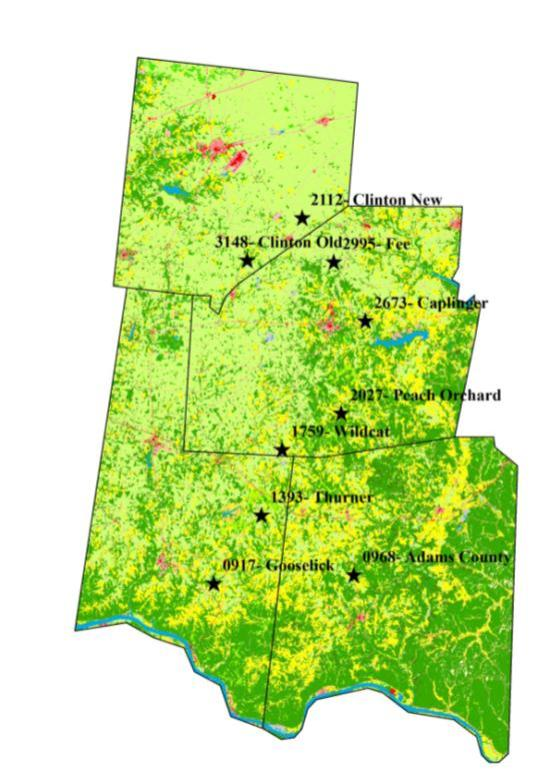 2112- Clinton New
3148- Clinton Old
2995- Fee
2673- Caplinger
2027- Peach Orchard
1759- Wildcat
1393- Thurner
0917- Gooselick
0968- Adams County